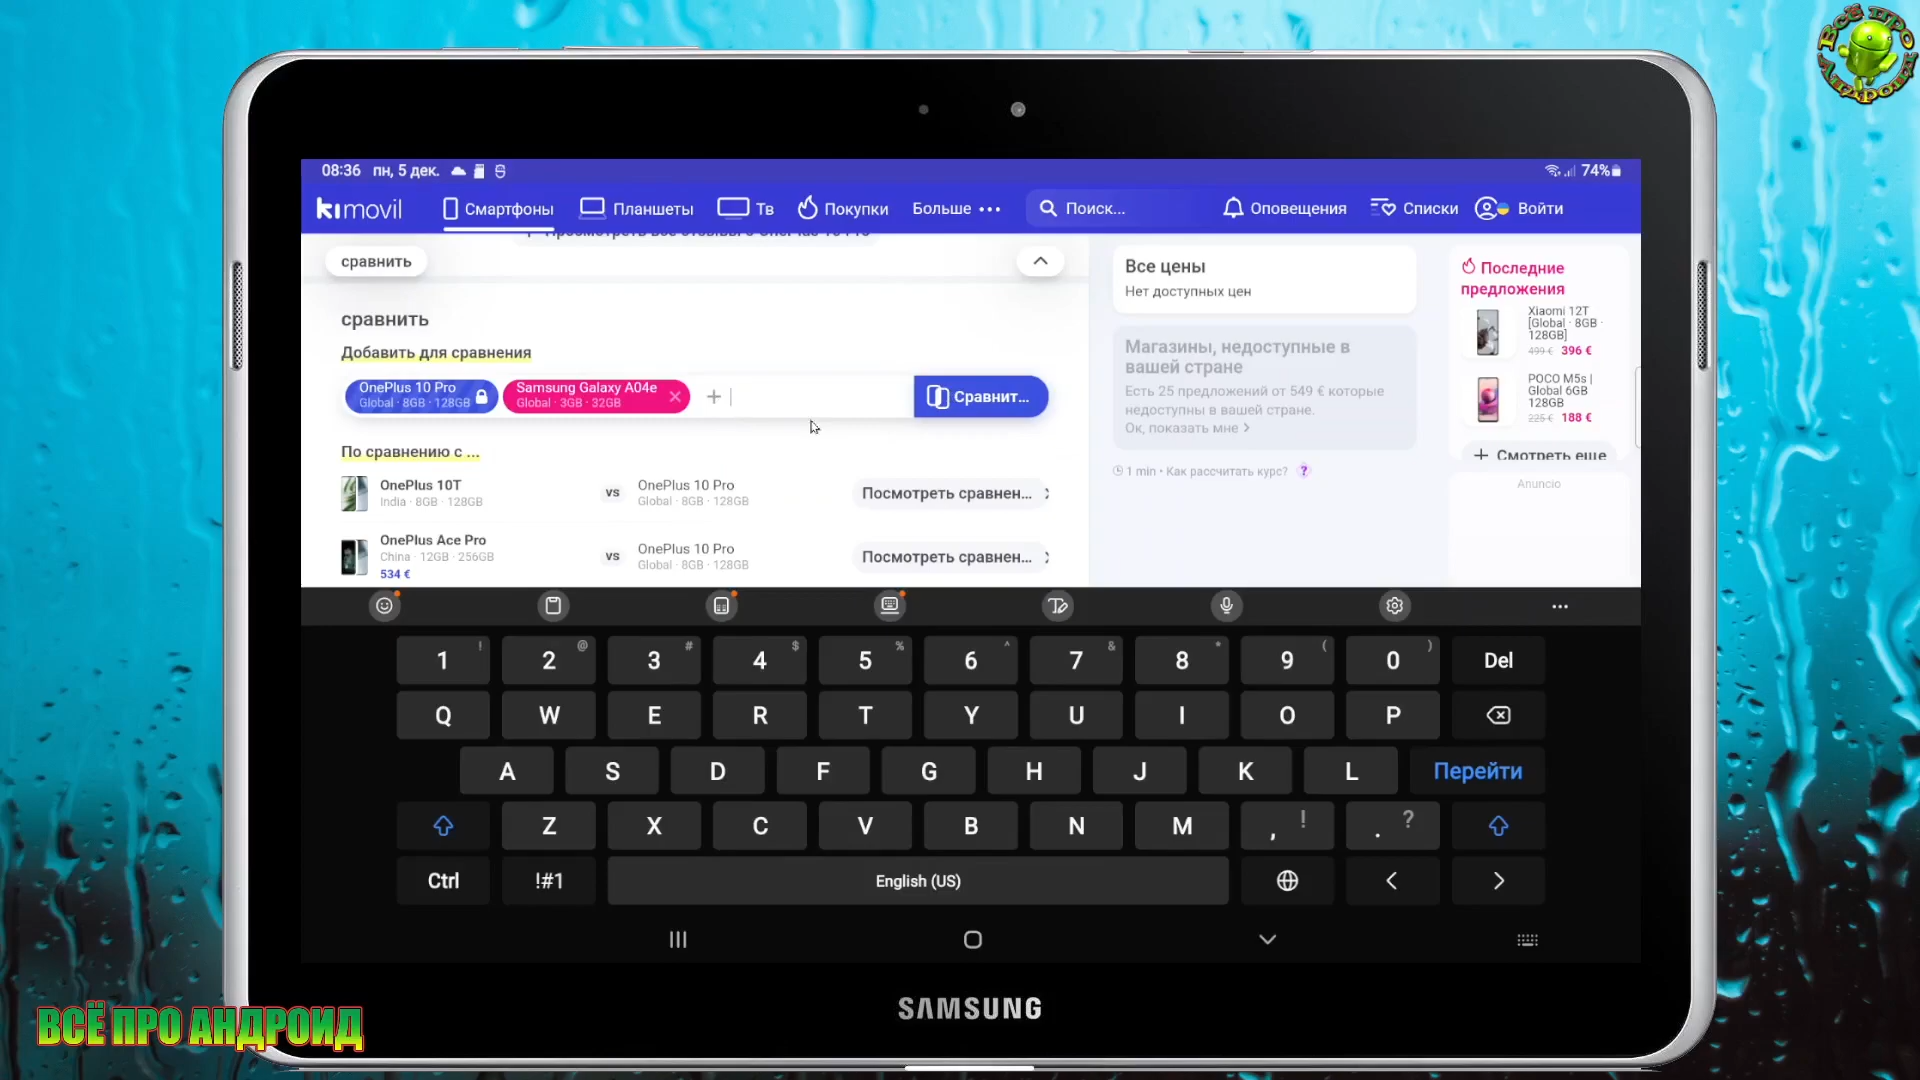 Всё про
Андроид
08:36 пн, 5 дек.
74%
kimovil
Смартфоны
Планшеты
Тв
Покупки
Больше •••
Поиск...
Оповещения
Списки
Войти
сравнить
сравнить
Добавить для сравнения
OnePlus 10 Pro
Global · 8GB · 128GB
Samsung Galaxy A04e
Global · 3GB · 32GB
Сравнит...
По сравнению с ...
OnePlus 10T
India · 8GB · 128GB
vs
OnePlus 10 Pro
Global · 8GB · 128GB
Посмотреть сравнен...
OnePlus Ace Pro
China · 12GB · 256GB
534 €
vs
OnePlus 10 Pro
Global · 8GB · 128GB
Посмотреть сравнен...
Все цены
Нет доступных цен
Магазины, недоступные в
вашей стране
Есть 25 предложений от 549 € которые
недоступны в вашей стране.
Ок, показать мне >
1 min • Как рассчитать курс? ?
Последние
предложения
Xiaomi 12T
[Global · 8GB ·
128GB]
499 € 396 €
POCO M5s |
Global 6GB
128GB
225 € 188 €
+ Смотреть еще
Anuncio
1 ! 2 @ 3 # 4 $ 5 % 6 ^ 7 & 8 * 9 ( 0 ) Del
Q W E R T Y U I O P
A S D F G H J K L Перейти
Z X C V B N M , ! . ?
Ctrl !#1 English (US) < >
SAMSUNG
ВСЁ ПРО АНДРОИД